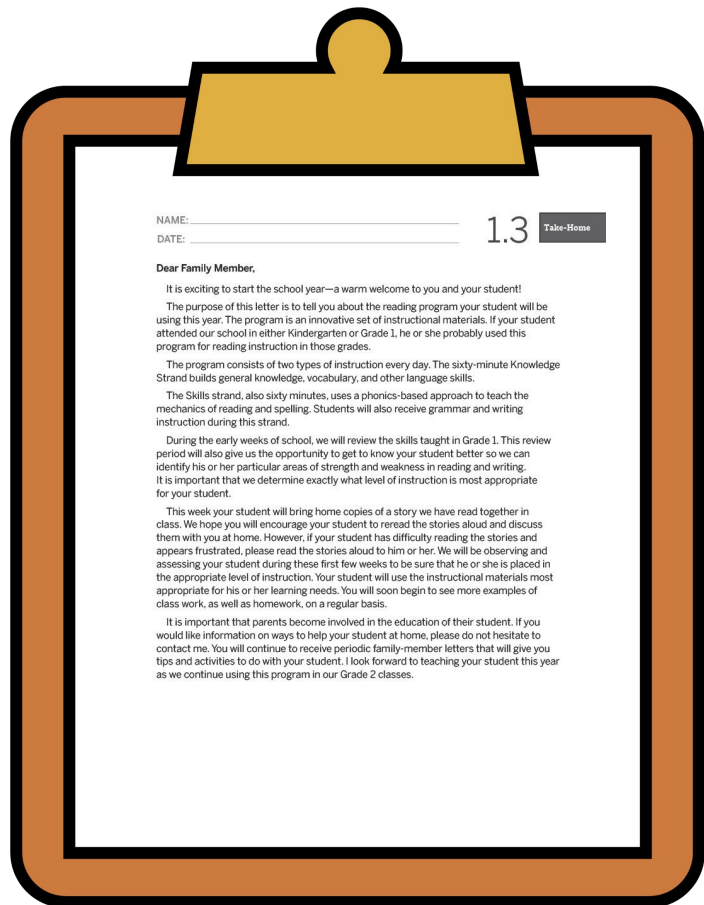 NAME:
DATE:
1.3
Take-Home
Dear Family Member,
It is exciting to start the school year—a warm welcome to you and your student!
The purpose of this letter is to tell you about the reading program your student will be
using this year. The program is an innovative set of instructional materials. If your student
attended our school in either Kindergarten or Grade 1, he or she probably used this
program for reading instruction in those grades.
The program consists of two types of instruction every day. The sixty-minute Knowledge
Strand builds general knowledge, vocabulary, and other language skills.
The Skills strand, also sixty minutes, uses a phonics-based approach to teach the
mechanics of reading and spelling. Students will also receive grammar and writing
instruction during this strand.
During the early weeks of school, we will review the skills taught in Grade 1. This review
period will also give us the opportunity to get to know your student better so we can
identify his or her particular areas of strength and weakness in reading and writing.
It is important that we determine exactly what level of instruction is most appropriate
for your student.
This week your student will bring home copies of a story we have read together in
class. We hope you will encourage your student to reread the stories aloud and discuss
them with you at home. However, if your student has difficulty reading the stories and
appears frustrated, please read the stories aloud to him or her. We will be observing and
assessing your student during these first few weeks to be sure that he or she is placed in
the appropriate level of instruction. Your student will use the instructional materials most
appropriate for his or her learning needs. You will soon begin to see more examples of
class work, as well as homework, on a regular basis.
It is important that parents become involved in the education of their student. If you
would like information on ways to help your student at home, please do not hesitate to
contact me. You will continue to receive periodic family-member letters that will give you
tips and activities to do with your student. I look forward to teaching your student this year
as we continue using this program in our Grade 2 classes.